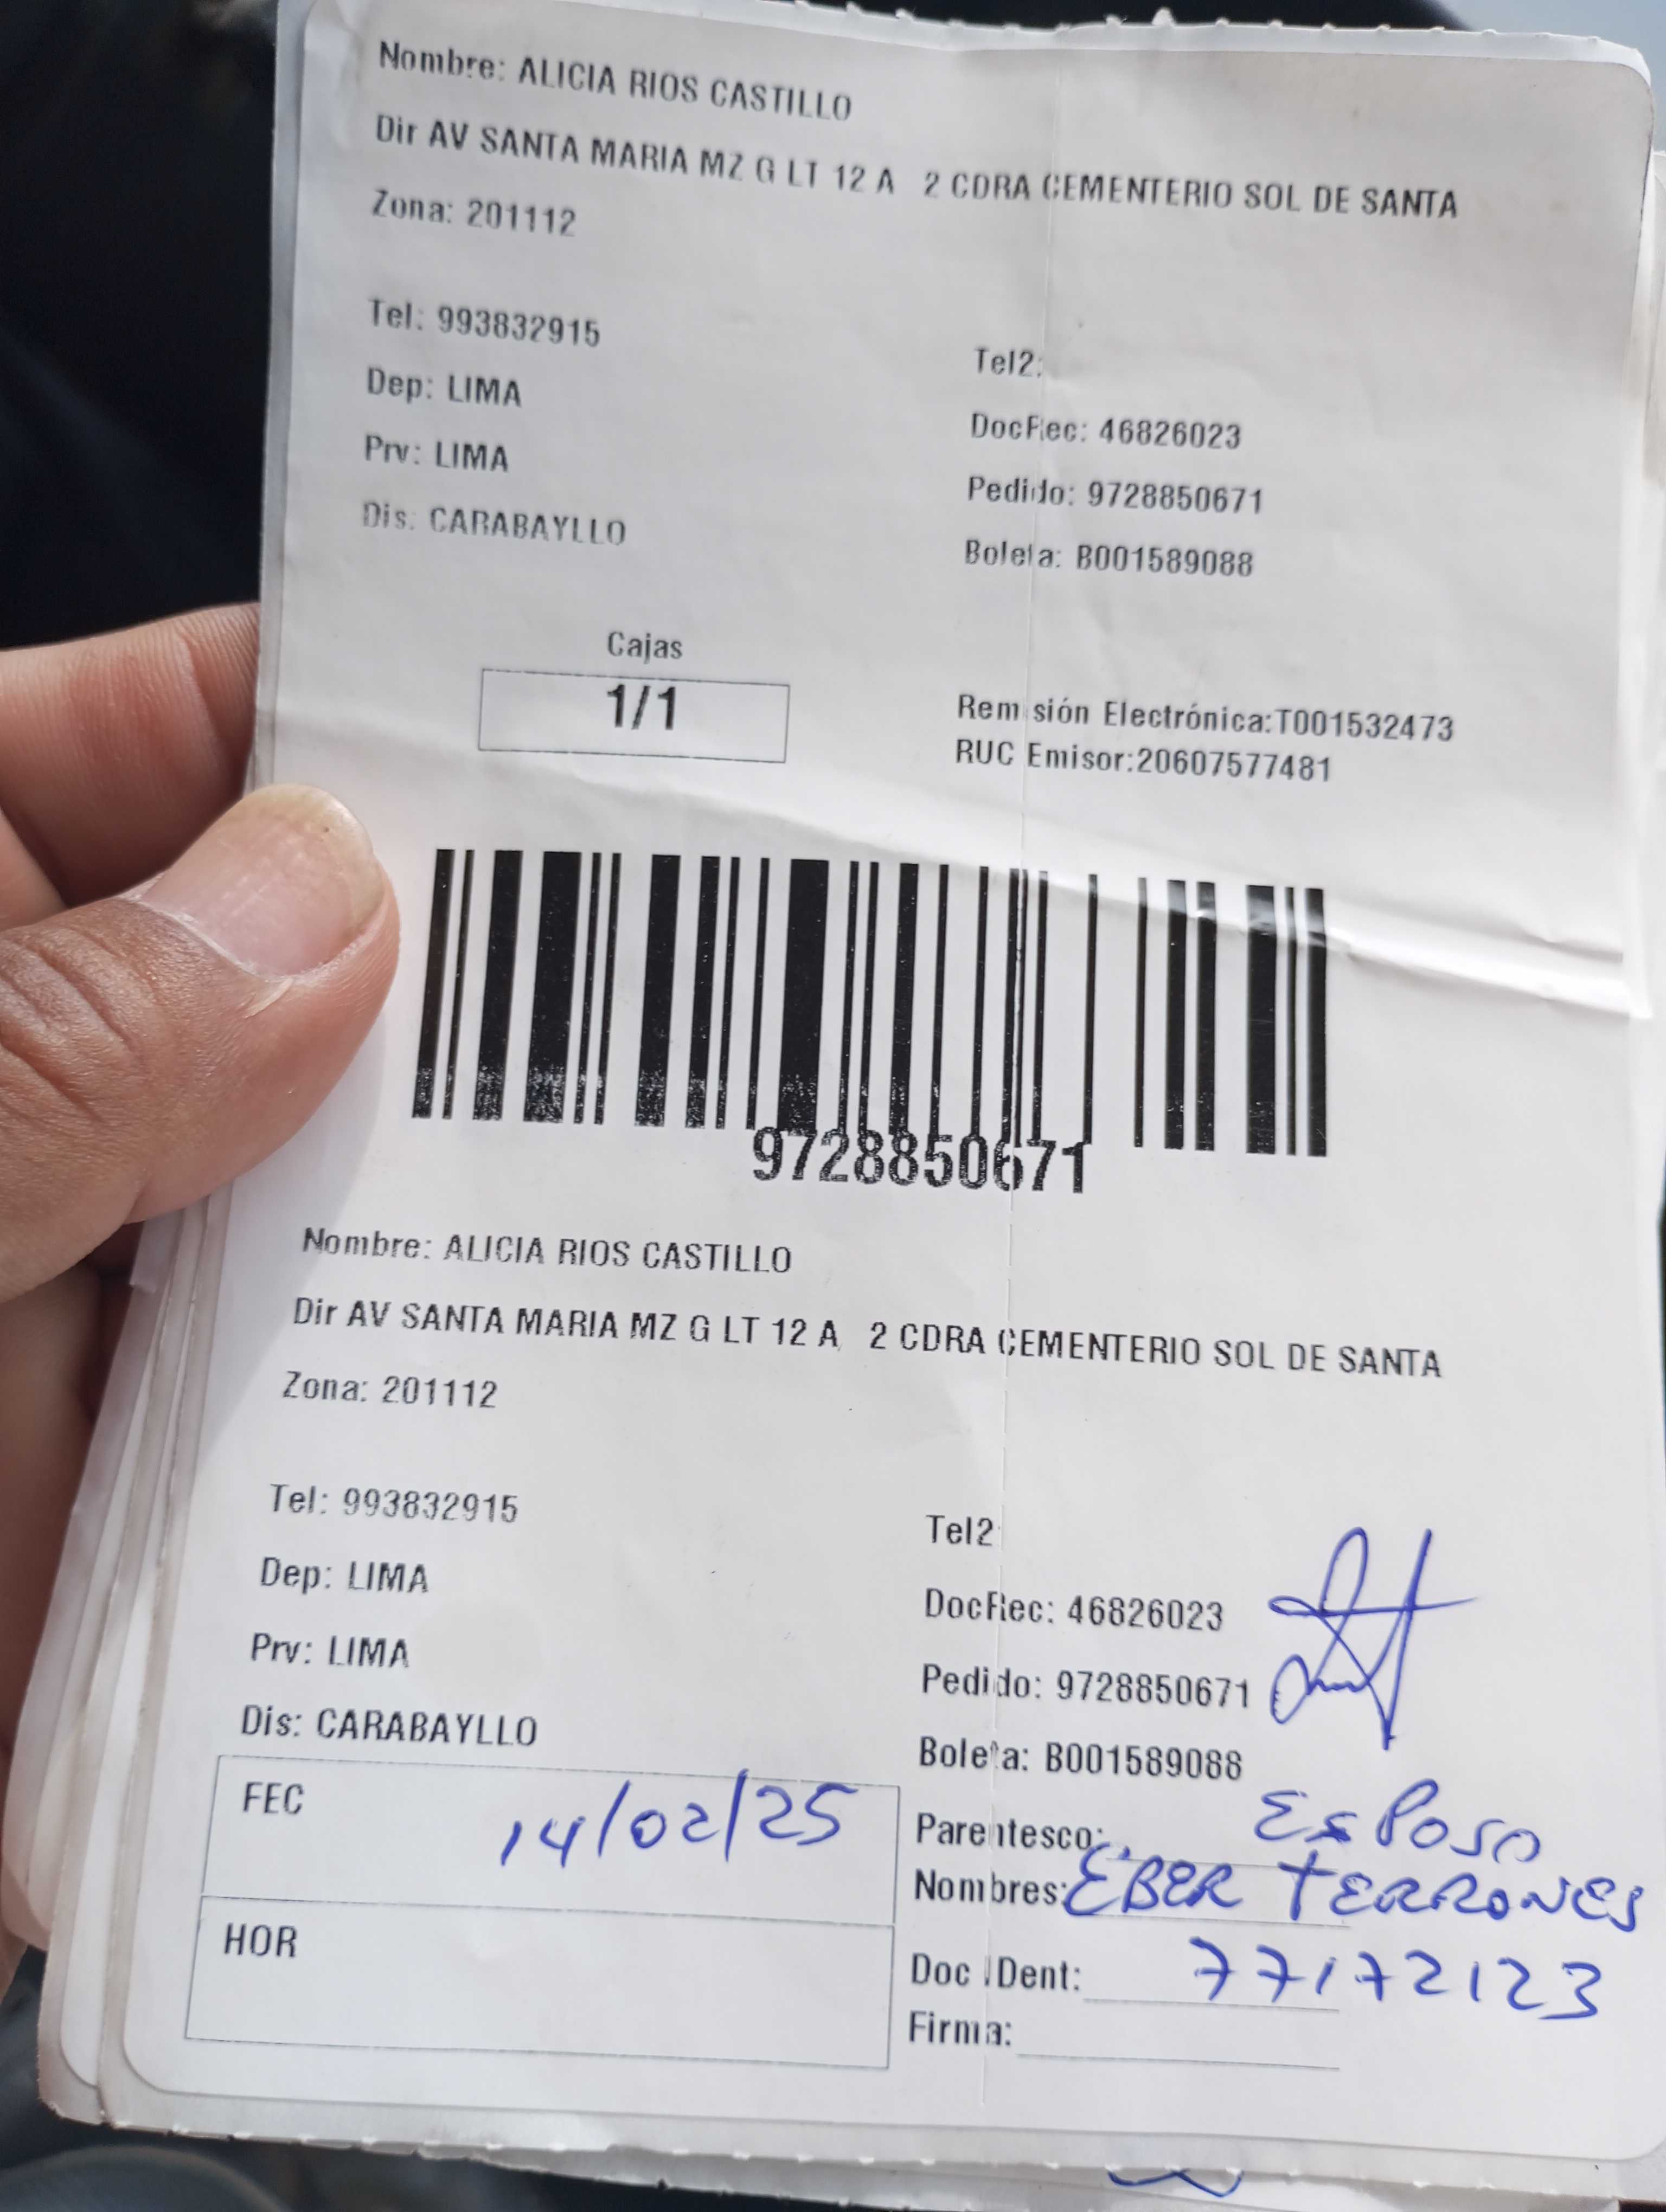 Nombre: ALICIA RIOS CASTILLO
Dir AV SANTA MARIA MZ G LT 12 A 2 CDRA CEMENTERIO SOL DE SANTA
Zona: 201112
Tel: 993832915
Tel2:
Dep: LIMA
DocRec: 46826023
Prv: LIMA
Pedido: 9728850671
Dis: CARABAYLLO
Boleta: B001589088
Cajas
1/1
Remisión Electrónica:T001532473
RUC Emisor:20607577481
9728850671
Nombre: ALICIA RIOS CASTILLO
Dir AV SANTA MARIA MZ G LT 12 A 2 CDRA CEMENTERIO SOL DE SANTA
Zona: 201112
Tel: 993832915
Tel2
Dep: LIMA
DocRec: 46826023
Prv: LIMA
Pedido: 9728850671
Dis: CARABAYLLO
Boleta: B001589088
FEC 14/02/25
Parentesco: EsPoso
Nombres: EBER TERRONES
HOR
Doc IDent: 77172123
Firma: